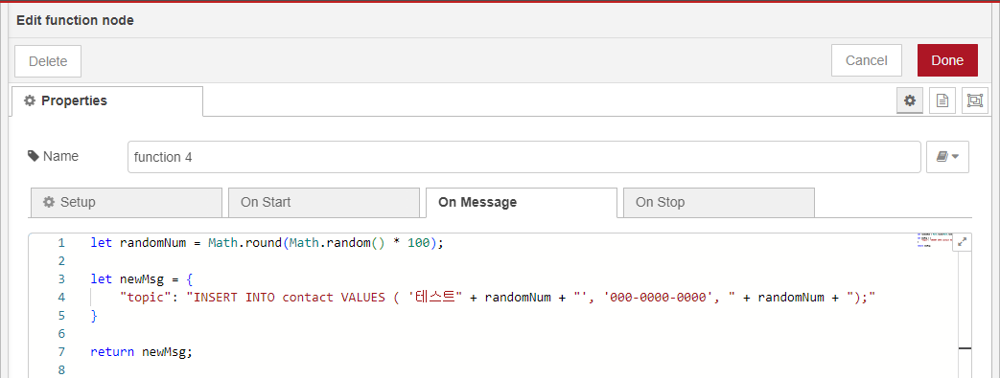 Edit function node
Delete
Cancel
Done
Properties
Name
function 4
Setup
On Start
On Message
On Stop
1 let randomNum = Math.round(Math.random() * 100);
2
3 let newMsg = {
4 "topic": "INSERT INTO contact VALUES ( '테스트" + randomNum + "', '000-0000-0000', " + randomNum + ");"
5 }
6
7 return newMsg;
8